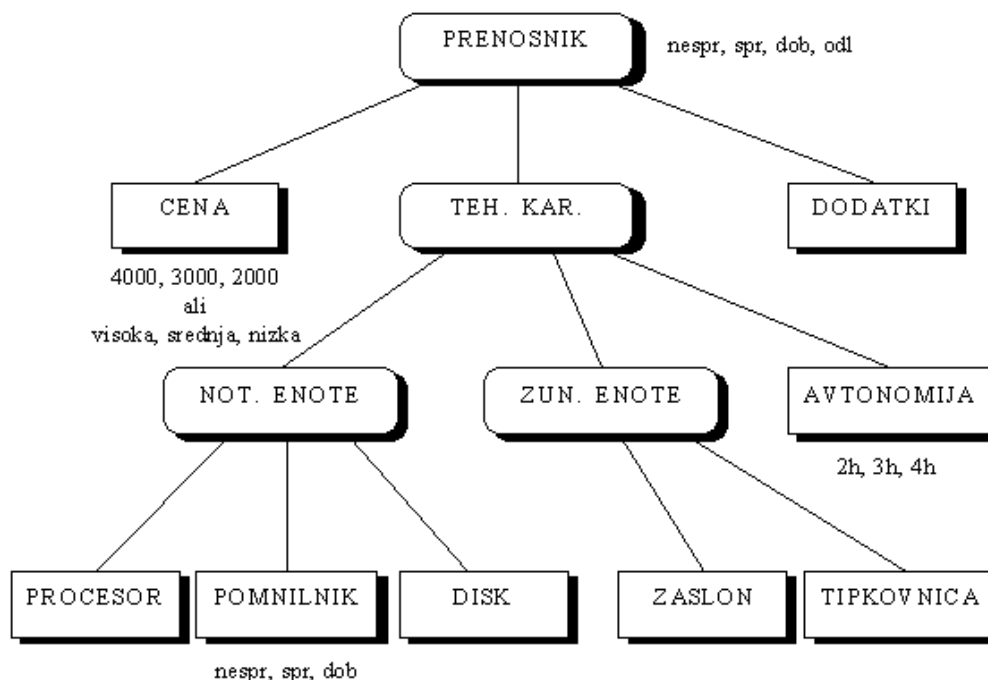 PRENOSNIK
nespr, spr, dob, odl
CENA
TEH. KAR.
DODATKI
4000, 3000, 2000
ali
visoka, srednja, nizka
NOT. ENOTE
ZUN. ENOTE
AVTONOMIJA
2h, 3h, 4h
PROCESOR
POMNILNIK
DISK
ZASLON
TIPKOVNICA
nespr, spr, dob